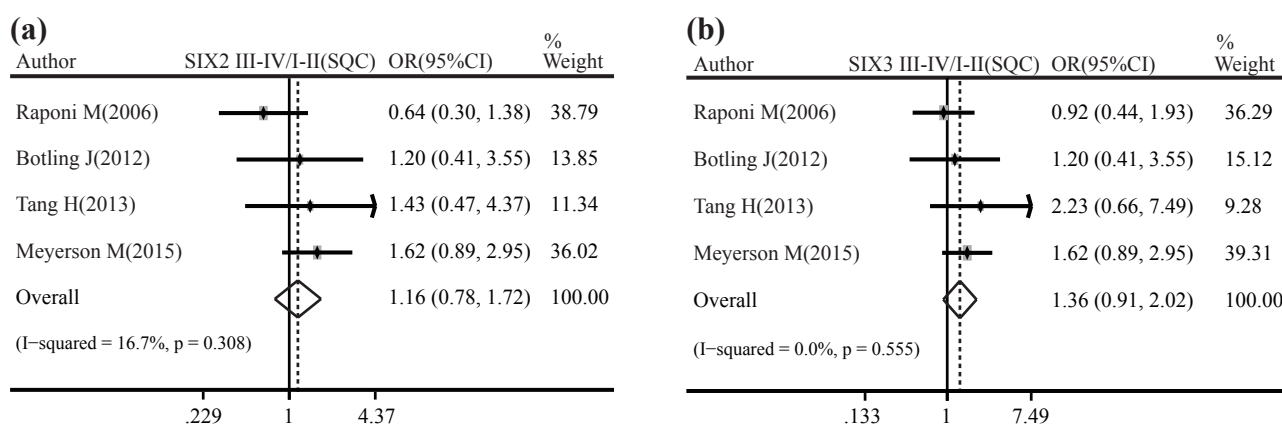 (a)
%
Author SIX2 III-IV/I-II(SQC) OR(95%CI) Weight
Raponi M(2006) 0.64 (0.30, 1.38) 38.79
Botling J(2012) 1.20 (0.41, 3.55) 13.85
Tang H(2013) 1.43 (0.47, 4.37) 11.34
Meyerson M(2015) 1.62 (0.89, 2.95) 36.02
Overall 1.16 (0.78, 1.72) 100.00
(I−squared = 16.7%, p = 0.308)
.229 1 4.37
(b)
%
Author SIX3 III-IV/I-II(SQC) OR(95%CI) Weight
Raponi M(2006) 0.92 (0.44, 1.93) 36.29
Botling J(2012) 1.20 (0.41, 3.55) 15.12
Tang H(2013) 2.23 (0.66, 7.49) 9.28
Meyerson M(2015) 1.62 (0.89, 2.95) 39.31
Overall 1.36 (0.91, 2.02) 100.00
(I−squared = 0.0%, p = 0.555)
.133 1 7.49